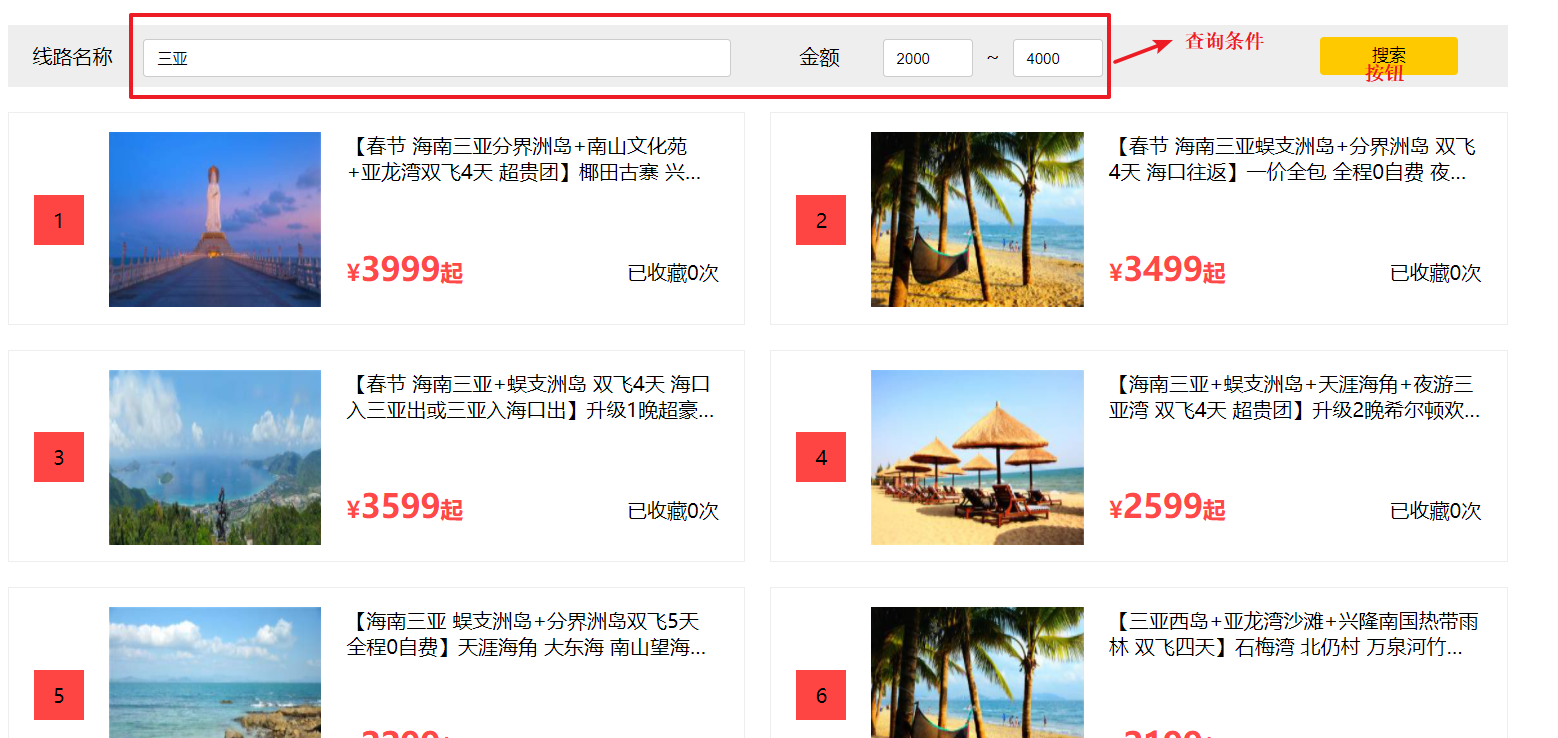 线路名称
三亚
金额
2000
~
4000
查询条件
搜索
按钮
1
【春节 海南三亚分界洲岛+南山文化苑
+亚龙湾双飞4天 超贵团】椰田古寨 兴...
¥3999起
已收藏0次
2
【春节 海南三亚蜈支洲岛+分界洲岛 双飞
4天 海口往返】一价全包 全程0自费 夜...
¥3499起
已收藏0次
3
【春节 海南三亚+蜈支洲岛 双飞4天 海口
入三亚出或三亚入海口出】升级1晚超豪...
¥3599起
已收藏0次
4
【海南三亚+蜈支洲岛+天涯海角+夜游三
亚湾 双飞4天 超贵团】升级2晚希尔顿欢...
¥2599起
已收藏0次
5
【海南三亚 蜈支洲岛+分界洲岛双飞5天
全程0自费】天涯海角 大东海 南山望海...
6
【三亚西岛+亚龙湾沙滩+兴隆南国热带雨
林 双飞四天】石梅湾 北仍村 万泉河竹...